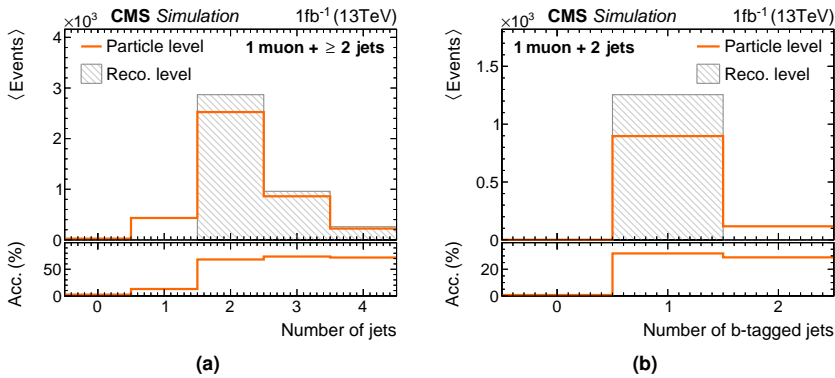 CMS Simulation 1fb⁻¹ (13TeV)
×10³
⟨Events⟩
4
3
2
1
0
Particle level
Reco. level
1 muon + ≥ 2 jets
Acc. (%)
50
0
0 1 2 3 4
Number of jets
(a)
CMS Simulation 1fb⁻¹ (13TeV)
×10³
⟨Events⟩
1.5
1
0.5
0
1 muon + 2 jets
Particle level
Reco. level
Acc. (%)
20
0
0 1 2
Number of b-tagged jets
(b)